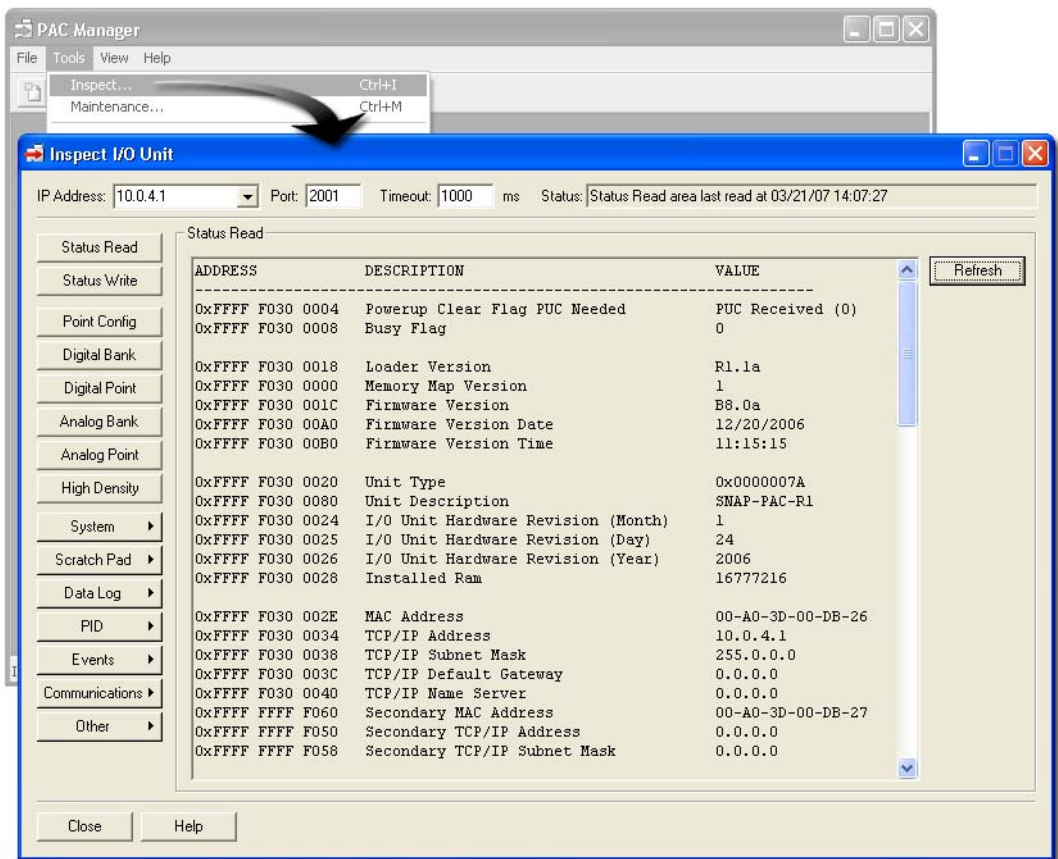 PAC Manager
File Tools View Help
Inspect... Ctrl+I
Maintenance... Ctrl+M
Inspect I/O Unit
IP Address: 10.0.4.1 Port: 2001 Timeout: 1000 ms Status: Status Read area last read at 03/21/07 14:07:27
Status Read
Status Write
Point Config
Digital Bank
Digital Point
Analog Bank
Analog Point
High Density
System
Scratch Pad
Data Log
PID
Events
Communications
Other
Status Read
ADDRESS DESCRIPTION VALUE
0xFFFF F030 0004 Powerup Clear Flag PUC Needed PUC Received (0)
0xFFFF F030 0008 Busy Flag 0
0xFFFF F030 0018 Loader Version R1.1a
0xFFFF F030 0000 Memory Map Version 1
0xFFFF F030 001C Firmware Version B8.0a
0xFFFF F030 00A0 Firmware Version Date 12/20/2006
0xFFFF F030 00B0 Firmware Version Time 11:15:15
0xFFFF F030 0020 Unit Type 0x0000007A
0xFFFF F030 0080 Unit Description SNAP-PAC-R1
0xFFFF F030 0024 I/O Unit Hardware Revision (Month) 1
0xFFFF F030 0025 I/O Unit Hardware Revision (Day) 24
0xFFFF F030 0026 I/O Unit Hardware Revision (Year) 2006
0xFFFF F030 0028 Installed Ram 16777216
0xFFFF F030 002E MAC Address 00-A0-3D-00-DB-26
0xFFFF F030 0034 TCP/IP Address 10.0.4.1
0xFFFF F030 0038 TCP/IP Subnet Mask 255.0.0.0
0xFFFF F030 003C TCP/IP Default Gateway 0.0.0.0
0xFFFF F030 0040 TCP/IP Name Server 0.0.0.0
0xFFFF FFFF F060 Secondary MAC Address 00-A0-3D-00-DB-27
0xFFFF FFFF F050 Secondary TCP/IP Address 0.0.0.0
0xFFFF FFFF F058 Secondary TCP/IP Subnet Mask 0.0.0.0
Refresh
Close Help